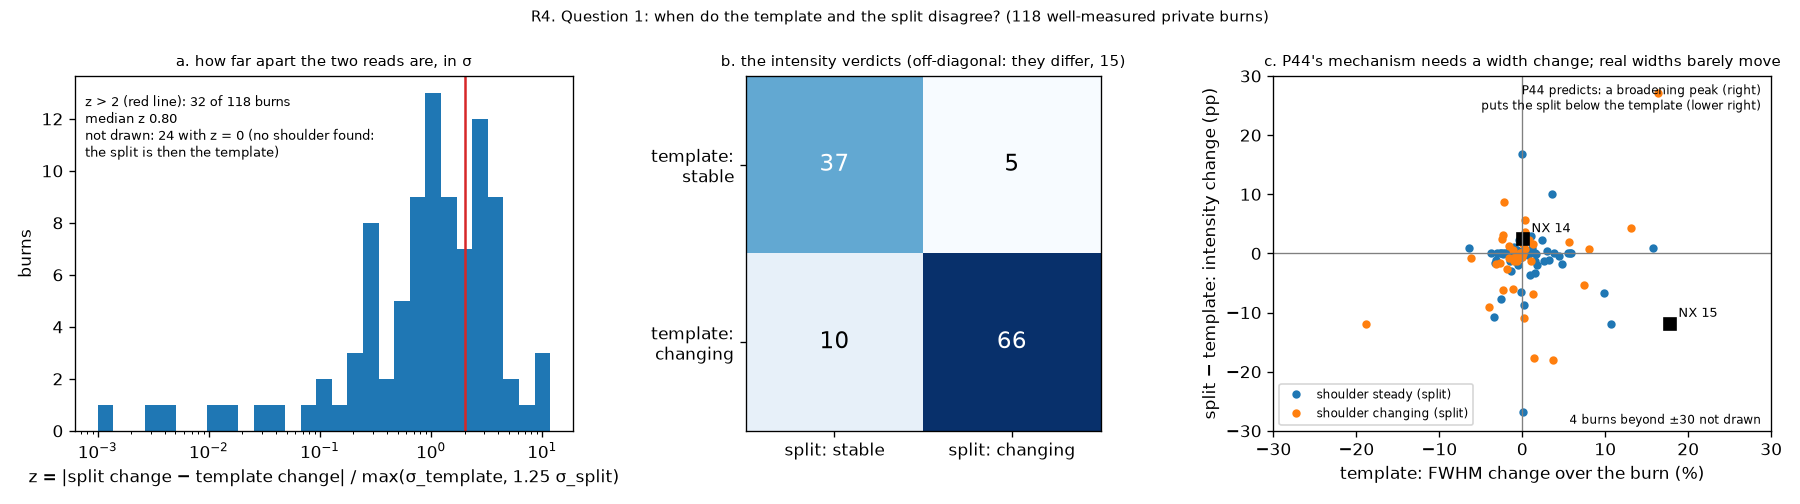 R4. Question 1: when do the template and the split disagree? (118 well-measured private burns)
a. how far apart the two reads are, in σ
z > 2 (red line): 32 of 118 burns
median z 0.80
not drawn: 24 with z = 0 (no shoulder found:
the split is then the template)
burns
0
2
4
6
8
10
12
10⁻³
10⁻²
10⁻¹
10⁰
10¹
z = |split change − template change| / max(σ_template, 1.25 σ_split)
b. the intensity verdicts (off-diagonal: they differ, 15)
template:
stable
template:
changing
37
5
10
66
split: stable
split: changing
c. P44's mechanism needs a width change; real widths barely move
P44 predicts: a broadening peak (right)
puts the split below the template (lower right)
split − template: intensity change (pp)
30
20
10
0
−10
−20
−30
NX 14
NX 15
shoulder steady (split)
shoulder changing (split)
4 burns beyond ±30 not drawn
−30
−20
−10
0
10
20
30
template: FWHM change over the burn (%)